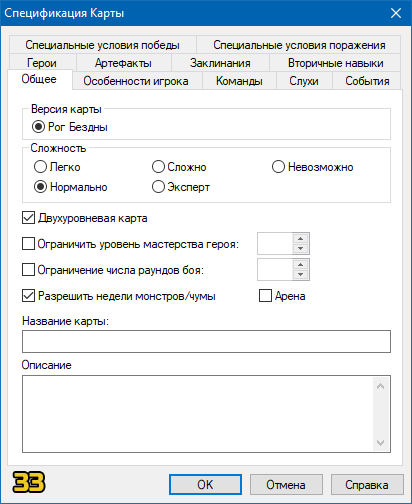 Спецификация Карты
Специальные условия победы Специальные условия поражения
Герои Артефакты Заклинания Вторичные навыки
Общее Особенности игрока Команды Слухи События
Версия карты
Рог Бездны
Сложность
Легко Сложно Невозможно
Нормально Эксперт
Двухуровневая карта
Ограничить уровень мастерства героя:
Ограничение числа раундов боя:
Разрешить недели монстров/чумы Арена
Название карты:
Описание
33
OK Отмена Справка